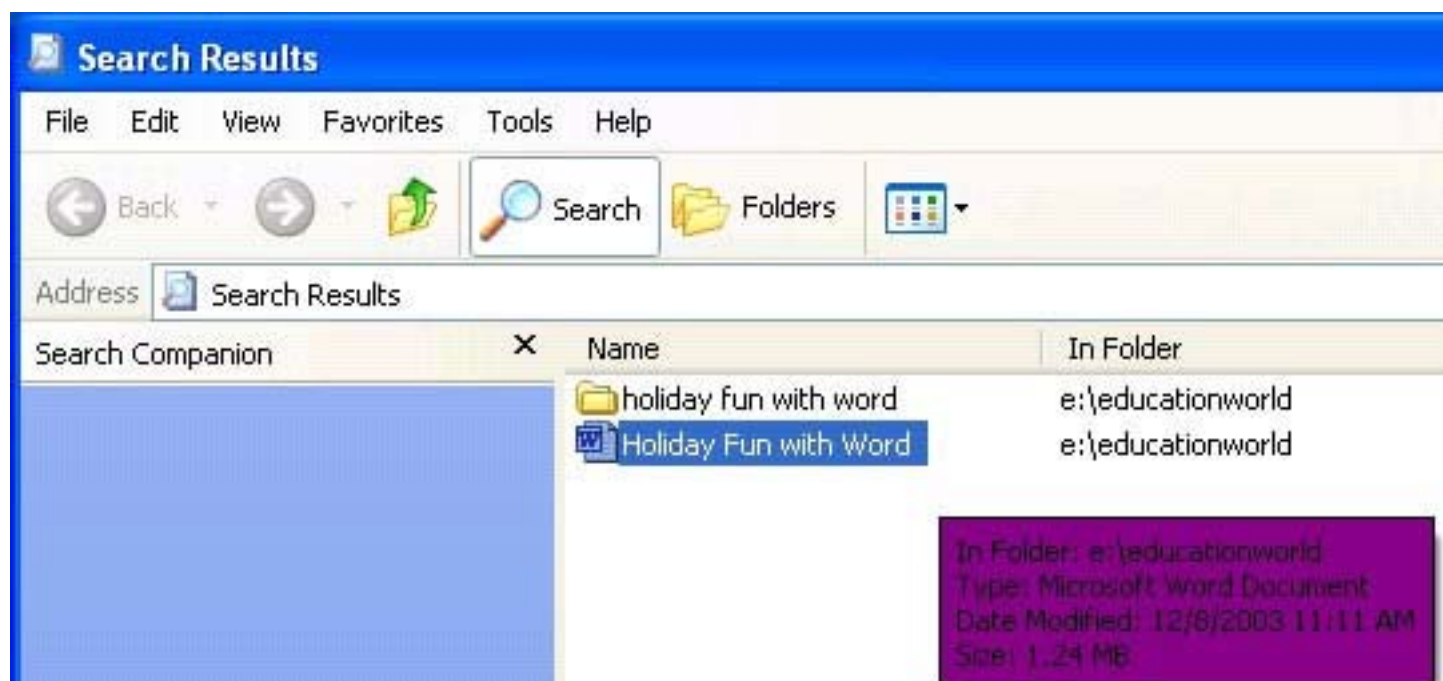 Search Results
File Edit View Favorites Tools Help
Back Search Folders
Address Search Results
Search Companion Name In Folder
holiday fun with word e:\educationworld
Holiday Fun with Word e:\educationworld
In Folder: e:\educationworld
Type: Microsoft Word Document
Date Modified: 12/8/2003 11:11 AM
Size: 1.24 MB